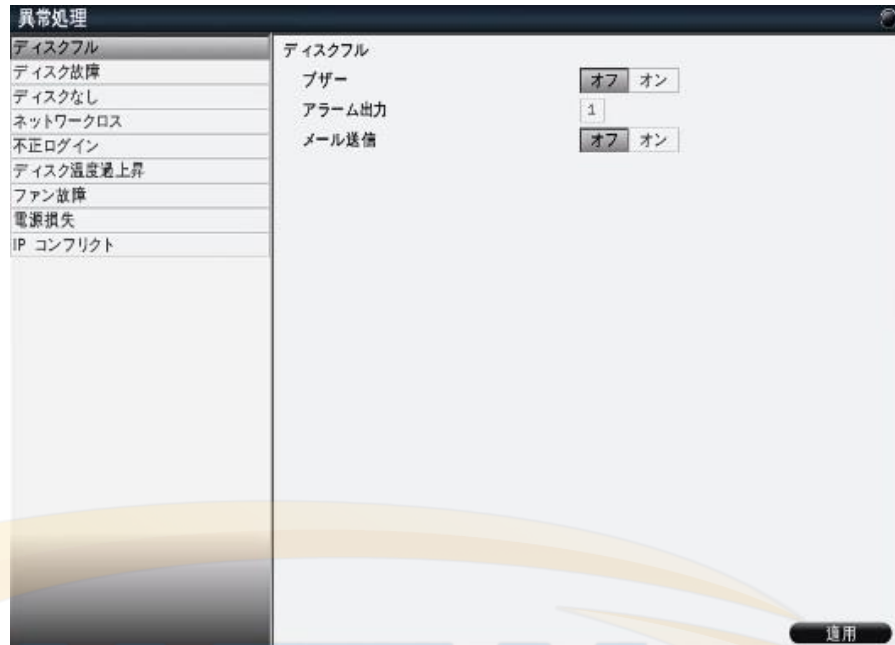 異常処理
ディスクフル
ディスク故障
ディスクなし
ネットワークロス
不正ログイン
ディスク温度過上昇
ファン故障
電源損失
IP コンフリクト
ディスクフル
ブザー オフ オン
アラーム出力 1
メール送信 オフ オン
適用